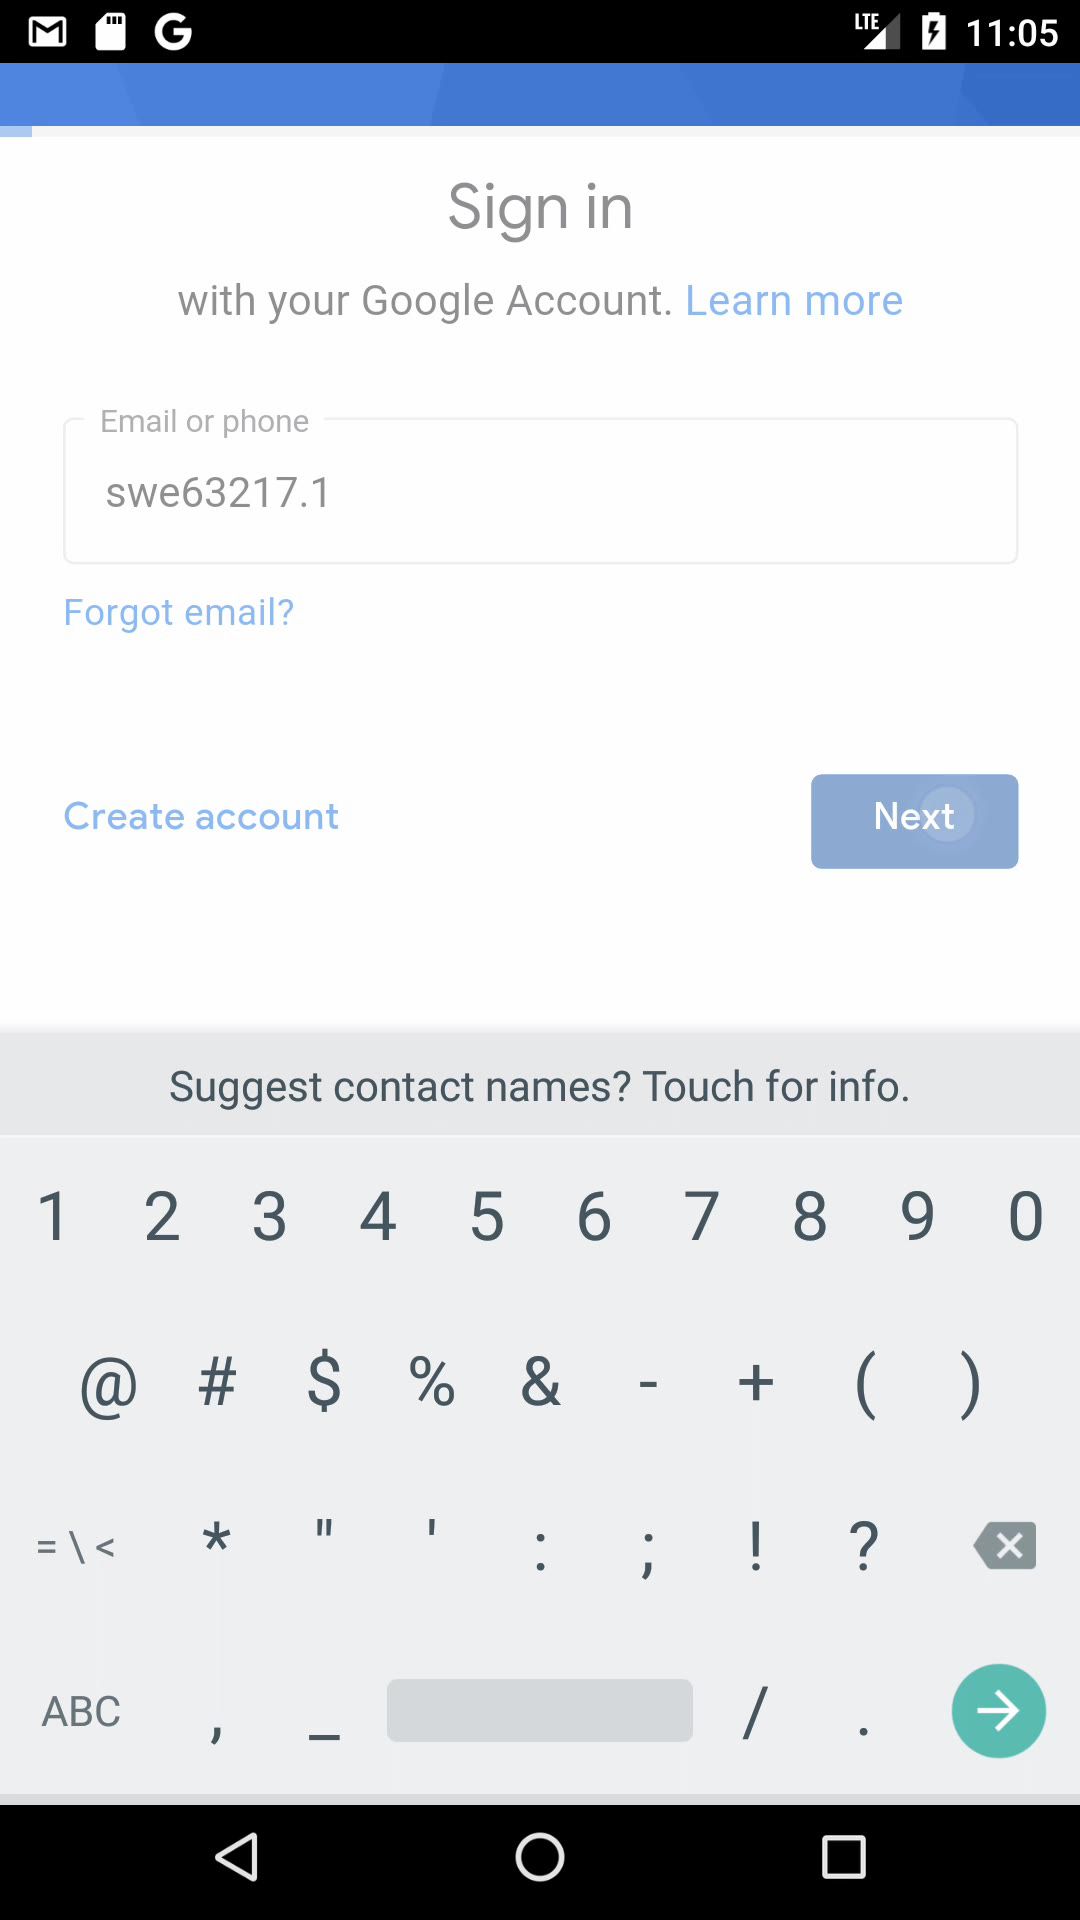 LTE 11:05
Sign in
with your Google Account. Learn more
Email or phone
swe63217.1
Forgot email?
Create account
Next
Suggest contact names? Touch for info.
1 2 3 4 5 6 7 8 9 0
@ # $ % & - + ( )
= \ < * " ' : ; ! ?
ABC , _ / .